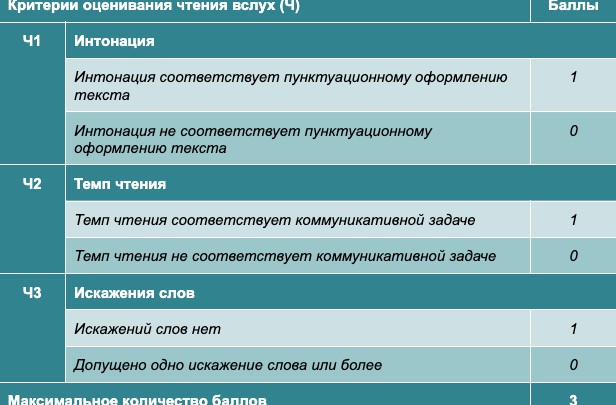 Критерии оценивания чтения вслух (Ч) Баллы
Ч1 Интонация
Интонация соответствует пунктуационному оформлению 1
текста
Интонация не соответствует пунктуационному 0
оформлению текста
Ч2 Темп чтения
Темп чтения соответствует коммуникативной задаче 1
Темп чтения не соответствует коммуникативной задаче 0
Ч3 Искажения слов
Искажений слов нет 1
Допущено одно искажение слова или более 0
Максимальное количество баллов 3